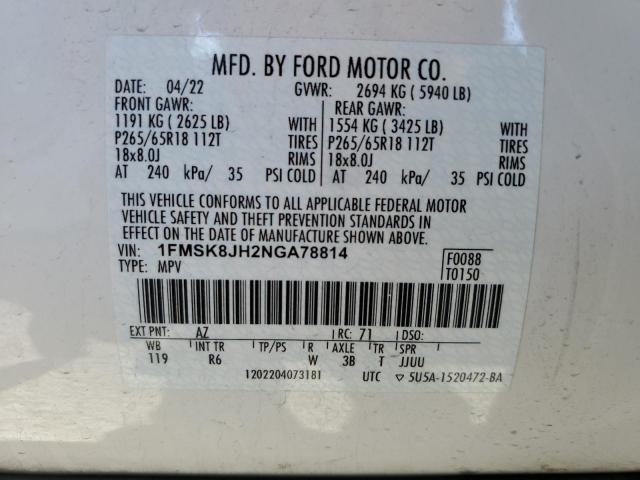 MFD. BY FORD MOTOR CO.
DATE: 04/22 GVWR: 2694 KG ( 5940 LB)
FRONT GAWR: REAR GAWR:
1191 KG ( 2625 LB) WITH 1554 KG ( 3425 LB) WITH
P265/65R18 112T TIRES P265/65R18 112T TIRES
18x8.0J RIMS 18x8.0J RIMS
AT 240 kPa/ 35 PSI COLD AT 240 kPa/ 35 PSI COLD
THIS VEHICLE CONFORMS TO ALL APPLICABLE FEDERAL MOTOR
VEHICLE SAFETY AND THEFT PREVENTION STANDARDS IN
EFFECT ON THE DATE OF MANUFACTURE SHOWN ABOVE.
VIN: 1FMSK8JH2NGA78814 F0088
TYPE: MPV T0150
EXT PNT: AZ RC: 71 DSO:
WB INT TR TP/PS R AXLE TR SPR
119 R6 W 3B T JJUU
1202204073181 UTC 5U5A-1520472-BA